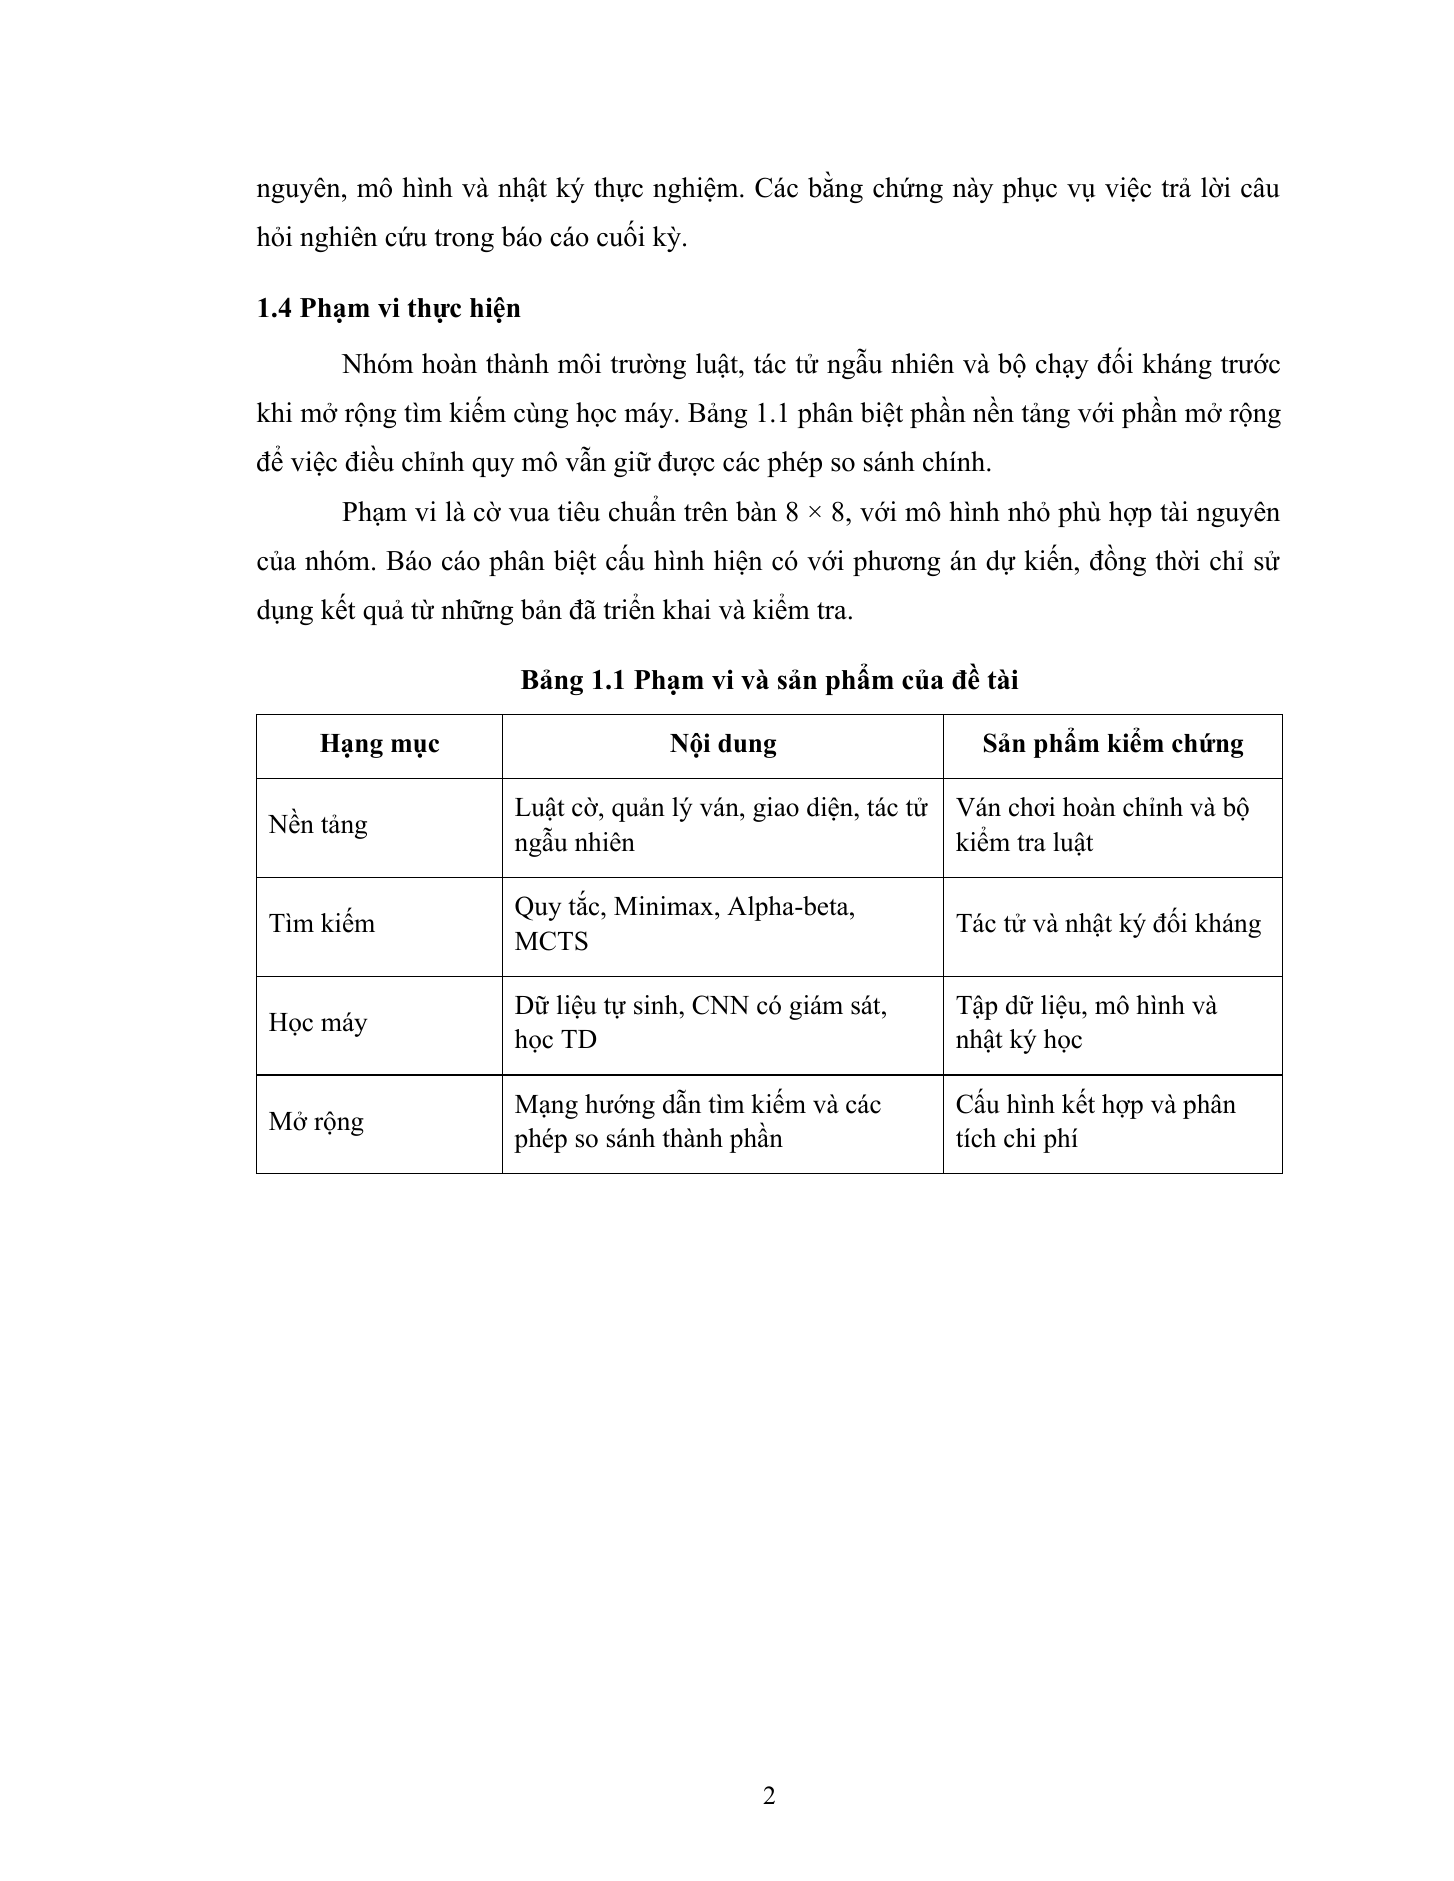 nguyên, mô hình và nhật ký thực nghiệm. Các bằng chứng này phục vụ việc trả lời câu
hỏi nghiên cứu trong báo cáo cuối kỳ.
1.4 Phạm vi thực hiện
Nhóm hoàn thành môi trường luật, tác tử ngẫu nhiên và bộ chạy đối kháng trước
khi mở rộng tìm kiếm cùng học máy. Bảng 1.1 phân biệt phần nền tảng với phần mở rộng
để việc điều chỉnh quy mô vẫn giữ được các phép so sánh chính.
Phạm vi là cờ vua tiêu chuẩn trên bàn 8 × 8, với mô hình nhỏ phù hợp tài nguyên
của nhóm. Báo cáo phân biệt cấu hình hiện có với phương án dự kiến, đồng thời chỉ sử
dụng kết quả từ những bản đã triển khai và kiểm tra.
Bảng 1.1 Phạm vi và sản phẩm của đề tài
Hạng mục Nội dung Sản phẩm kiểm chứng
Nền tảng
Luật cờ, quản lý ván, giao diện, tác tử
ngẫu nhiên
Ván chơi hoàn chỉnh và bộ
kiểm tra luật
Tìm kiếm
Quy tắc, Minimax, Alpha-beta,
MCTS
Tác tử và nhật ký đối kháng
Học máy
Dữ liệu tự sinh, CNN có giám sát,
học TD
Tập dữ liệu, mô hình và
nhật ký học
Mở rộng
Mạng hướng dẫn tìm kiếm và các
phép so sánh thành phần
Cấu hình kết hợp và phân
tích chi phí
2